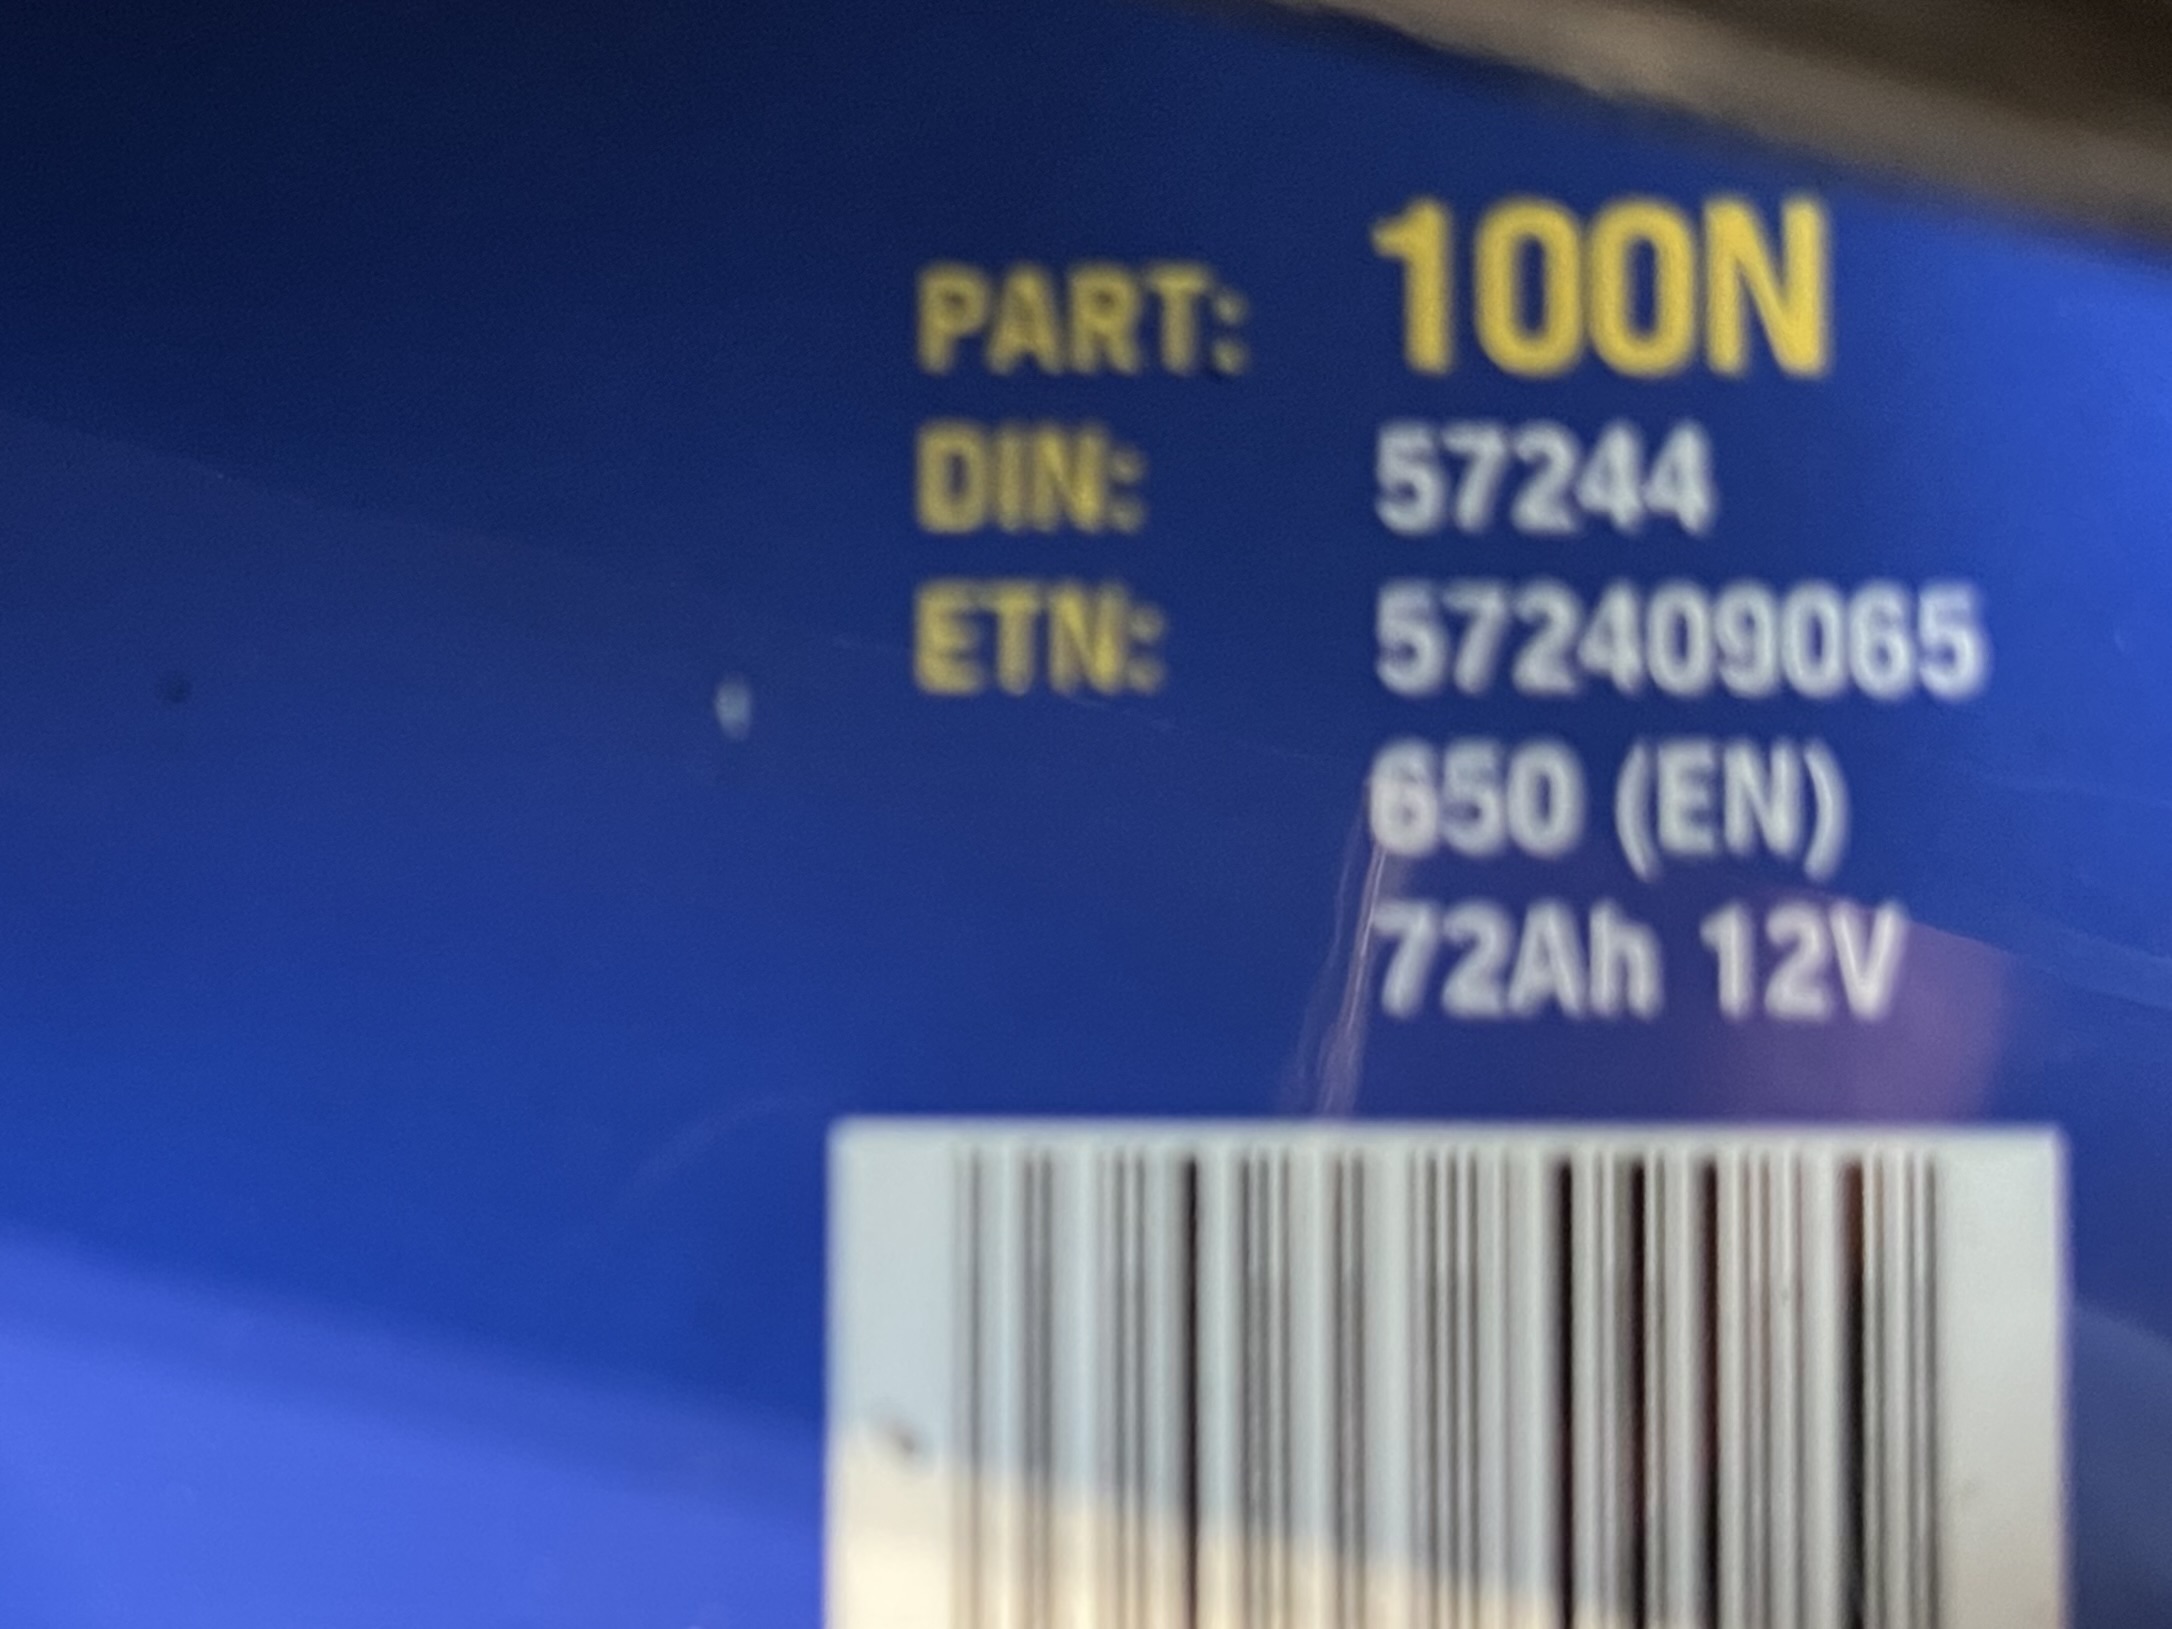 PART: 100N
DIN: 57244
ETN: 572409065
650 (EN)
72Ah 12V